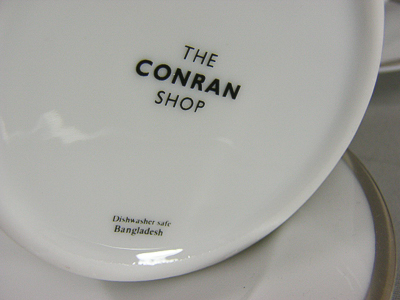 THE
CONRAN
SHOP
Dishwasher safe
Bangladesh